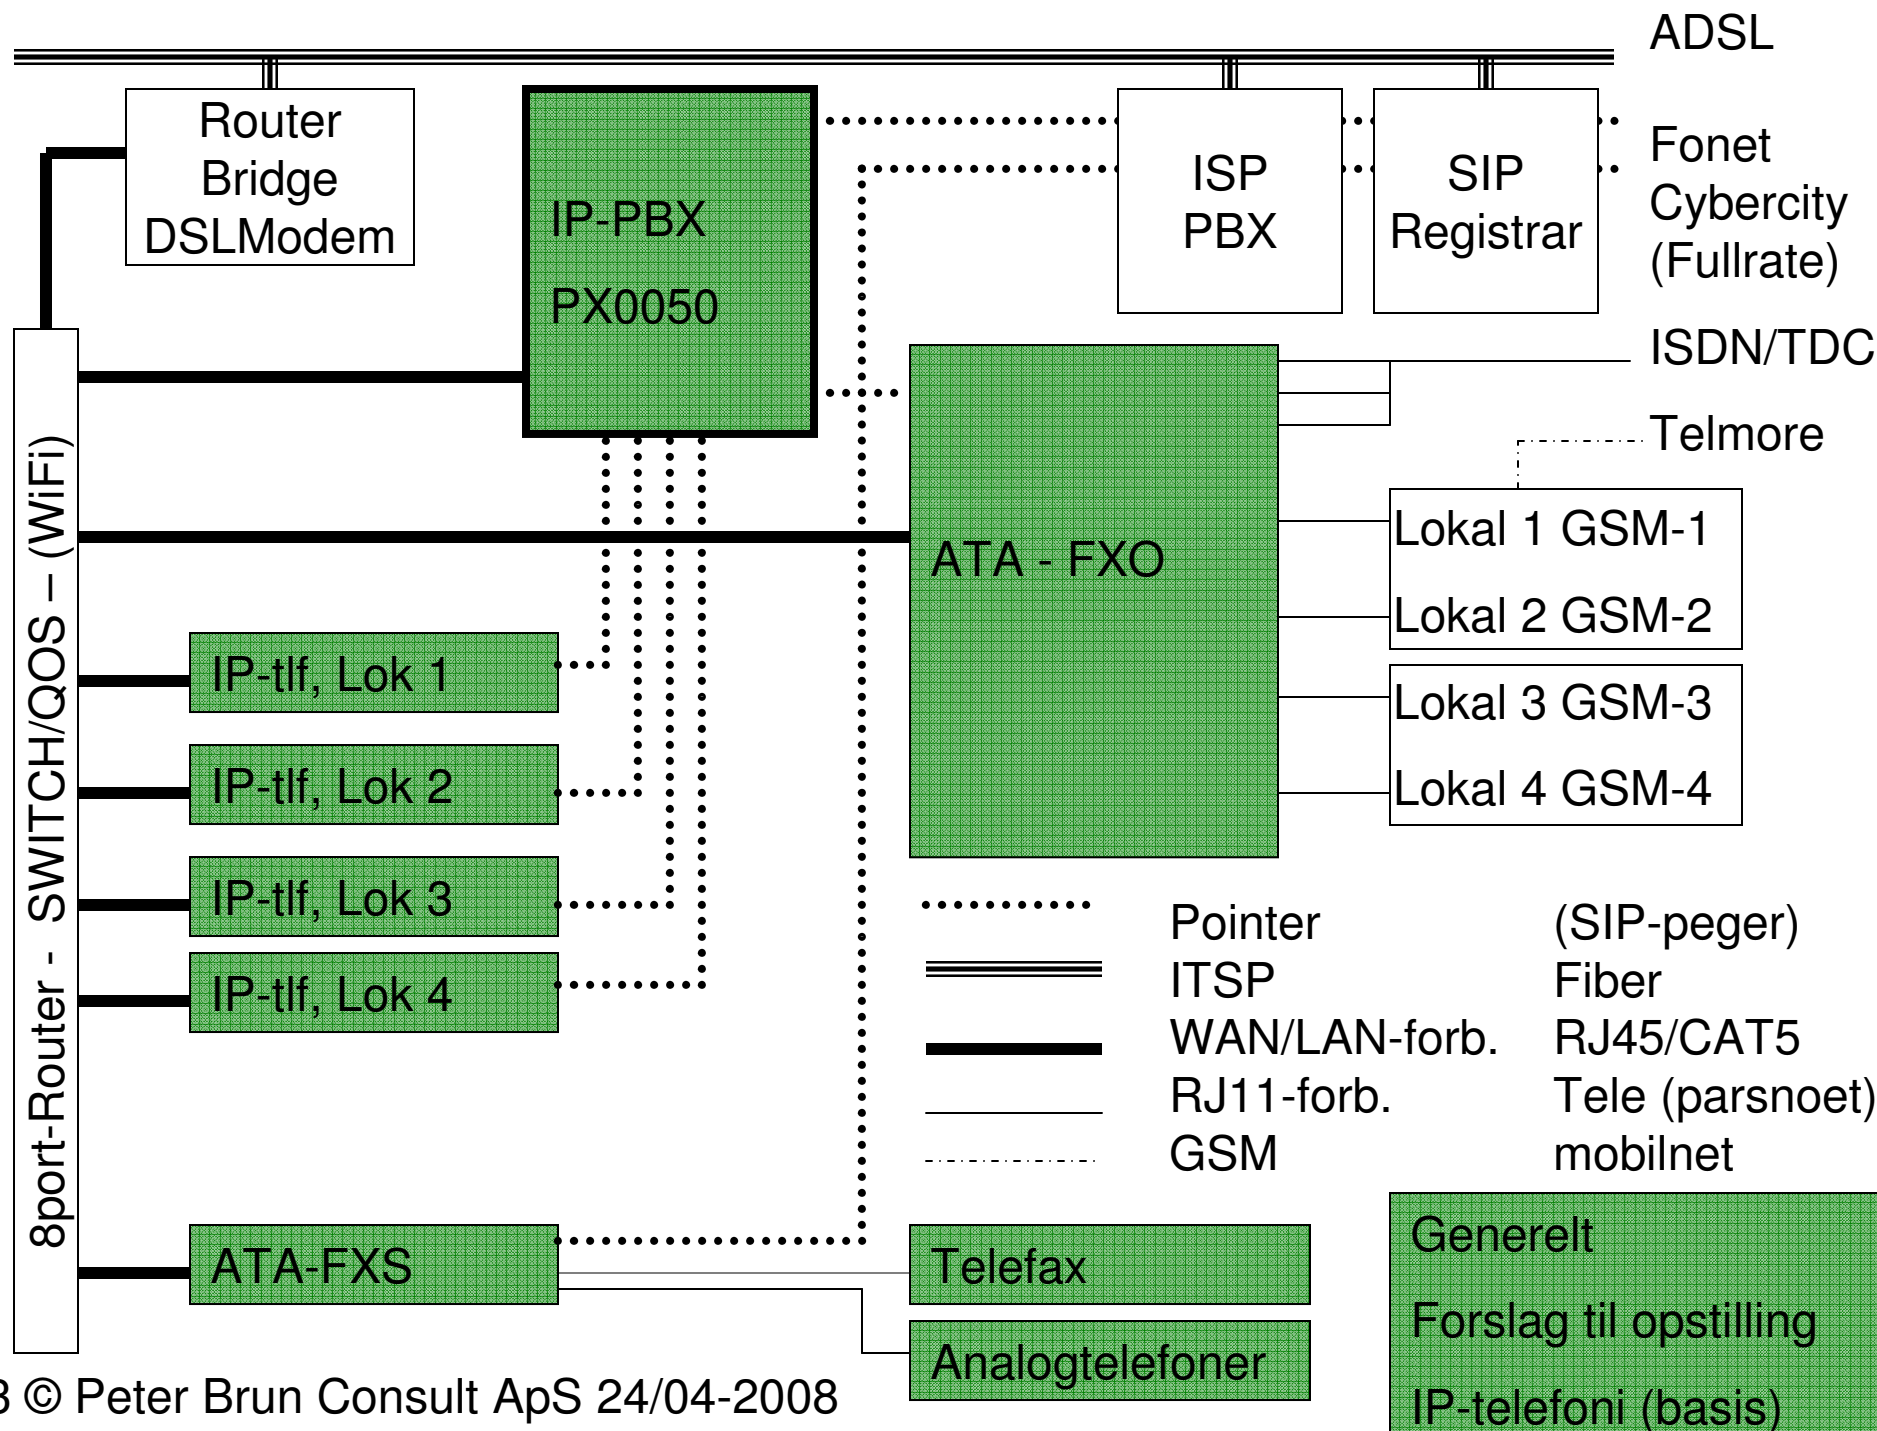 ADSL
Router
Bridge
DSLModem
IP-PBX
PX0050
ISP
PBX
SIP
Registrar
Fonet
Cybercity
(Fullrate)
ISDN/TDC
Telmore
8port-Router - SWITCH/QOS – (WiFi)
ATA - FXO
Lokal 1 GSM-1
Lokal 2 GSM-2
Lokal 3 GSM-3
Lokal 4 GSM-4
IP-tlf, Lok 1
IP-tlf, Lok 2
IP-tlf, Lok 3
IP-tlf, Lok 4
Pointer (SIP-peger)
ITSP Fiber
WAN/LAN-forb. RJ45/CAT5
RJ11-forb. Tele (parsnoet)
GSM mobilnet
ATA-FXS
Telefax
Analogtelefoner
Generelt
Forslag til opstilling
IP-telefoni (basis)
© Peter Brun Consult ApS 24/04-2008